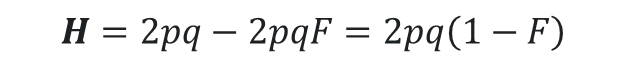 H = 2pq − 2pqF = 2pq(1 − F)